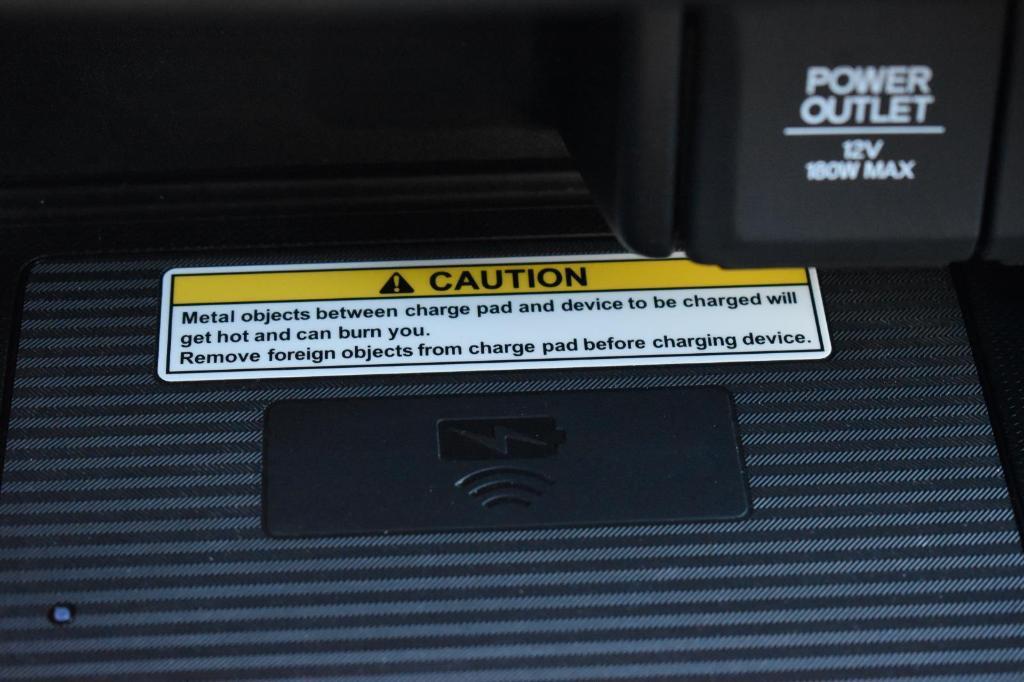 POWER
OUTLET
12V
180W MAX
CAUTION
Metal objects between charge pad and device to be charged will
get hot and can burn you.
Remove foreign objects from charge pad before charging device.